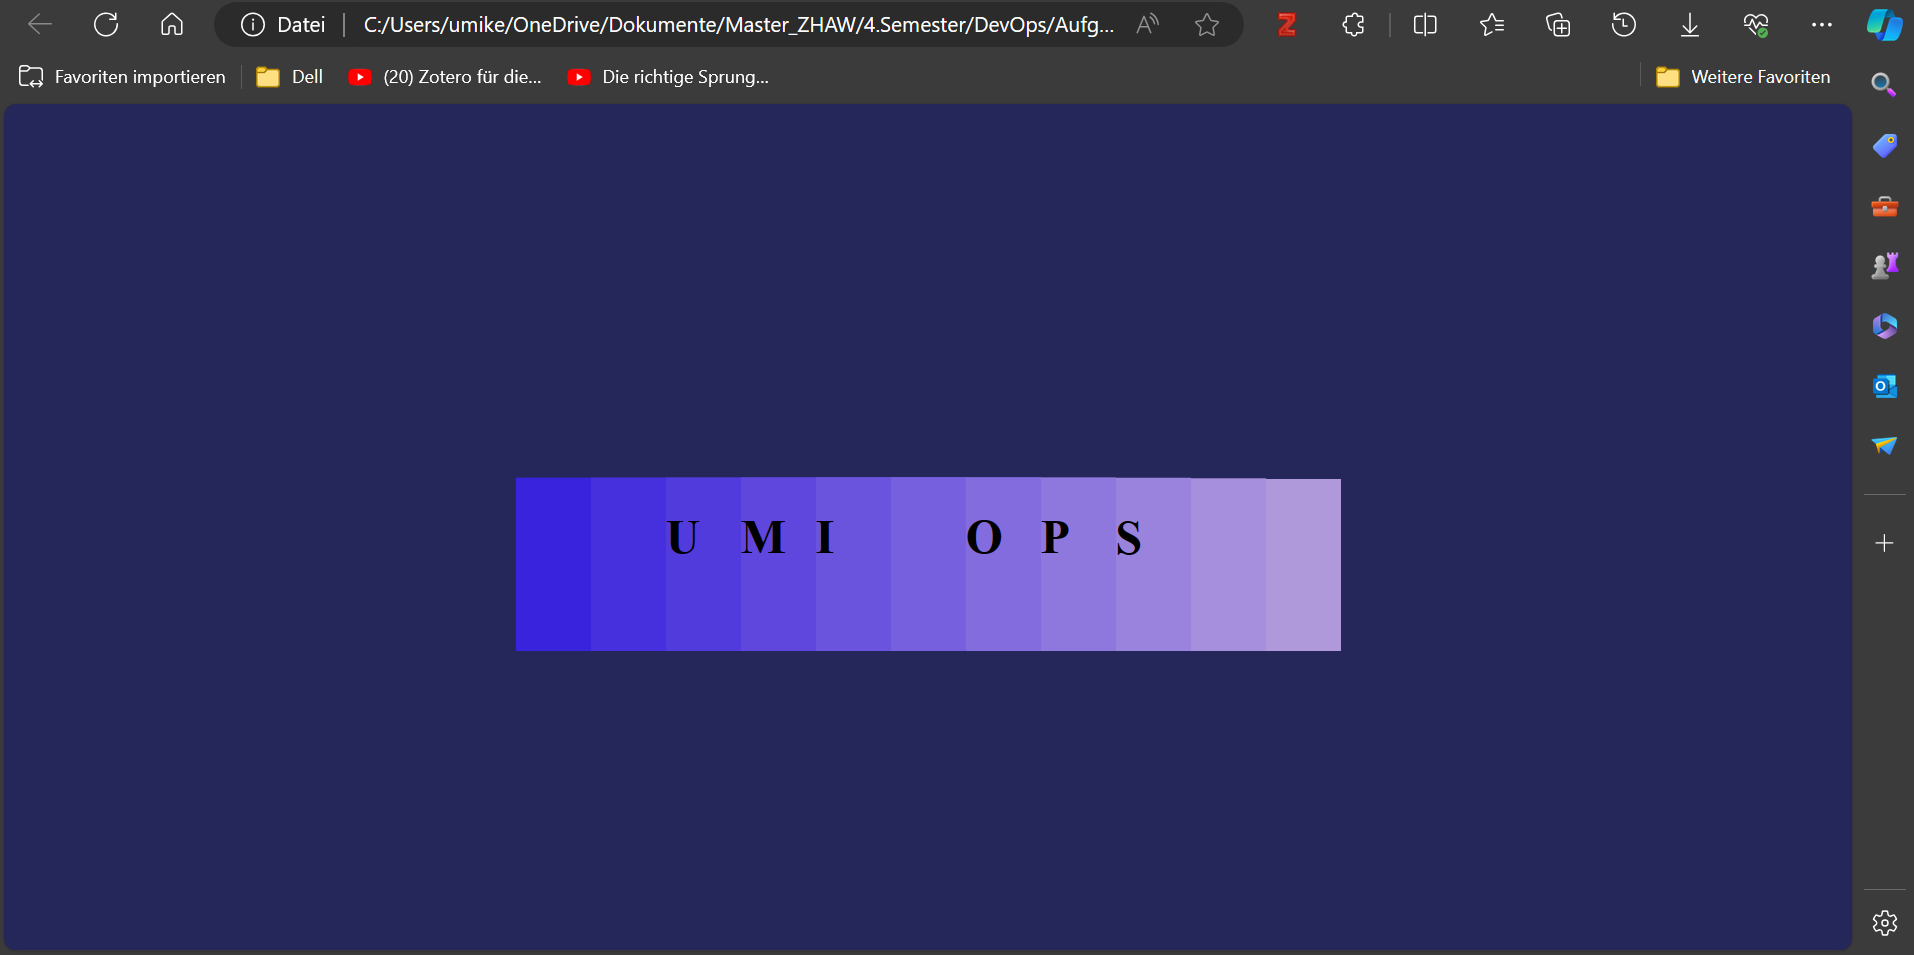 Datei C:/Users/umike/OneDrive/Dokumente/Master_ZHAW/4.Semester/DevOps/Aufg...
Favoriten importieren Dell (20) Zotero für die... Die richtige Sprung... Weitere Favoriten
U M I O P S